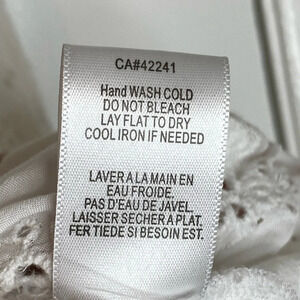 CA#42241
Hand WASH COLD
DO NOT BLEACH
LAY FLAT TO DRY
COOL IRON IF NEEDED
LAVER A LA MAIN EN
EAU FROIDE.
PAS D'EAU DE JAVEL.
LAISSER SECHER A PLAT.
FER TIEDE SI BESOIN EST.